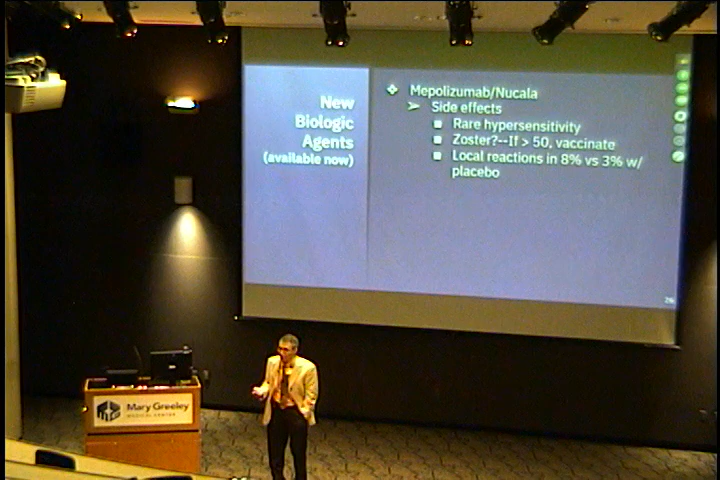 New
Biologic
Agents
(available now)
Mepolizumab/Nucala
Side effects
Rare hypersensitivity
Zoster?--If > 50, vaccinate
Local reactions in 8% vs 3% w/
placebo
Mary Greeley
MEDICAL CENTER